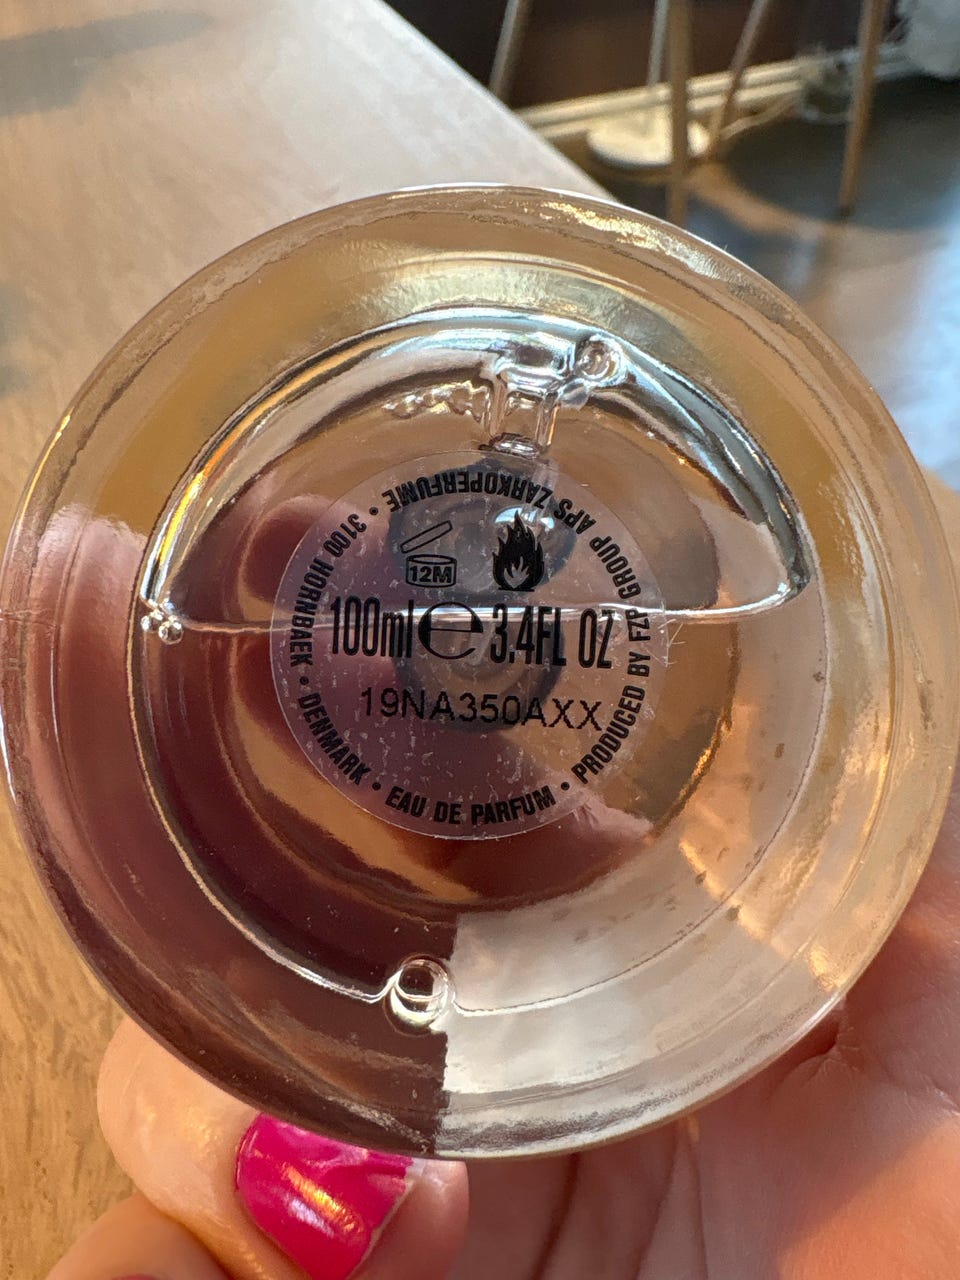 12M
100ml e 3.4FL OZ
19NA350AXX
PRODUCED BY FZP GROUP APS ZARKOPERFUME • 3100 HORNBAEK • DENMARK • EAU DE PARFUM •